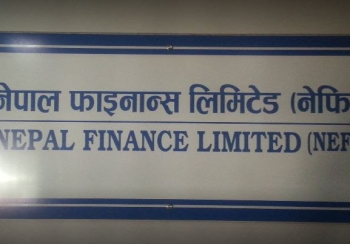 नेपाल फाइनान्स लिमिटेड (नेफि
NEPAL FINANCE LIMITED (NEF